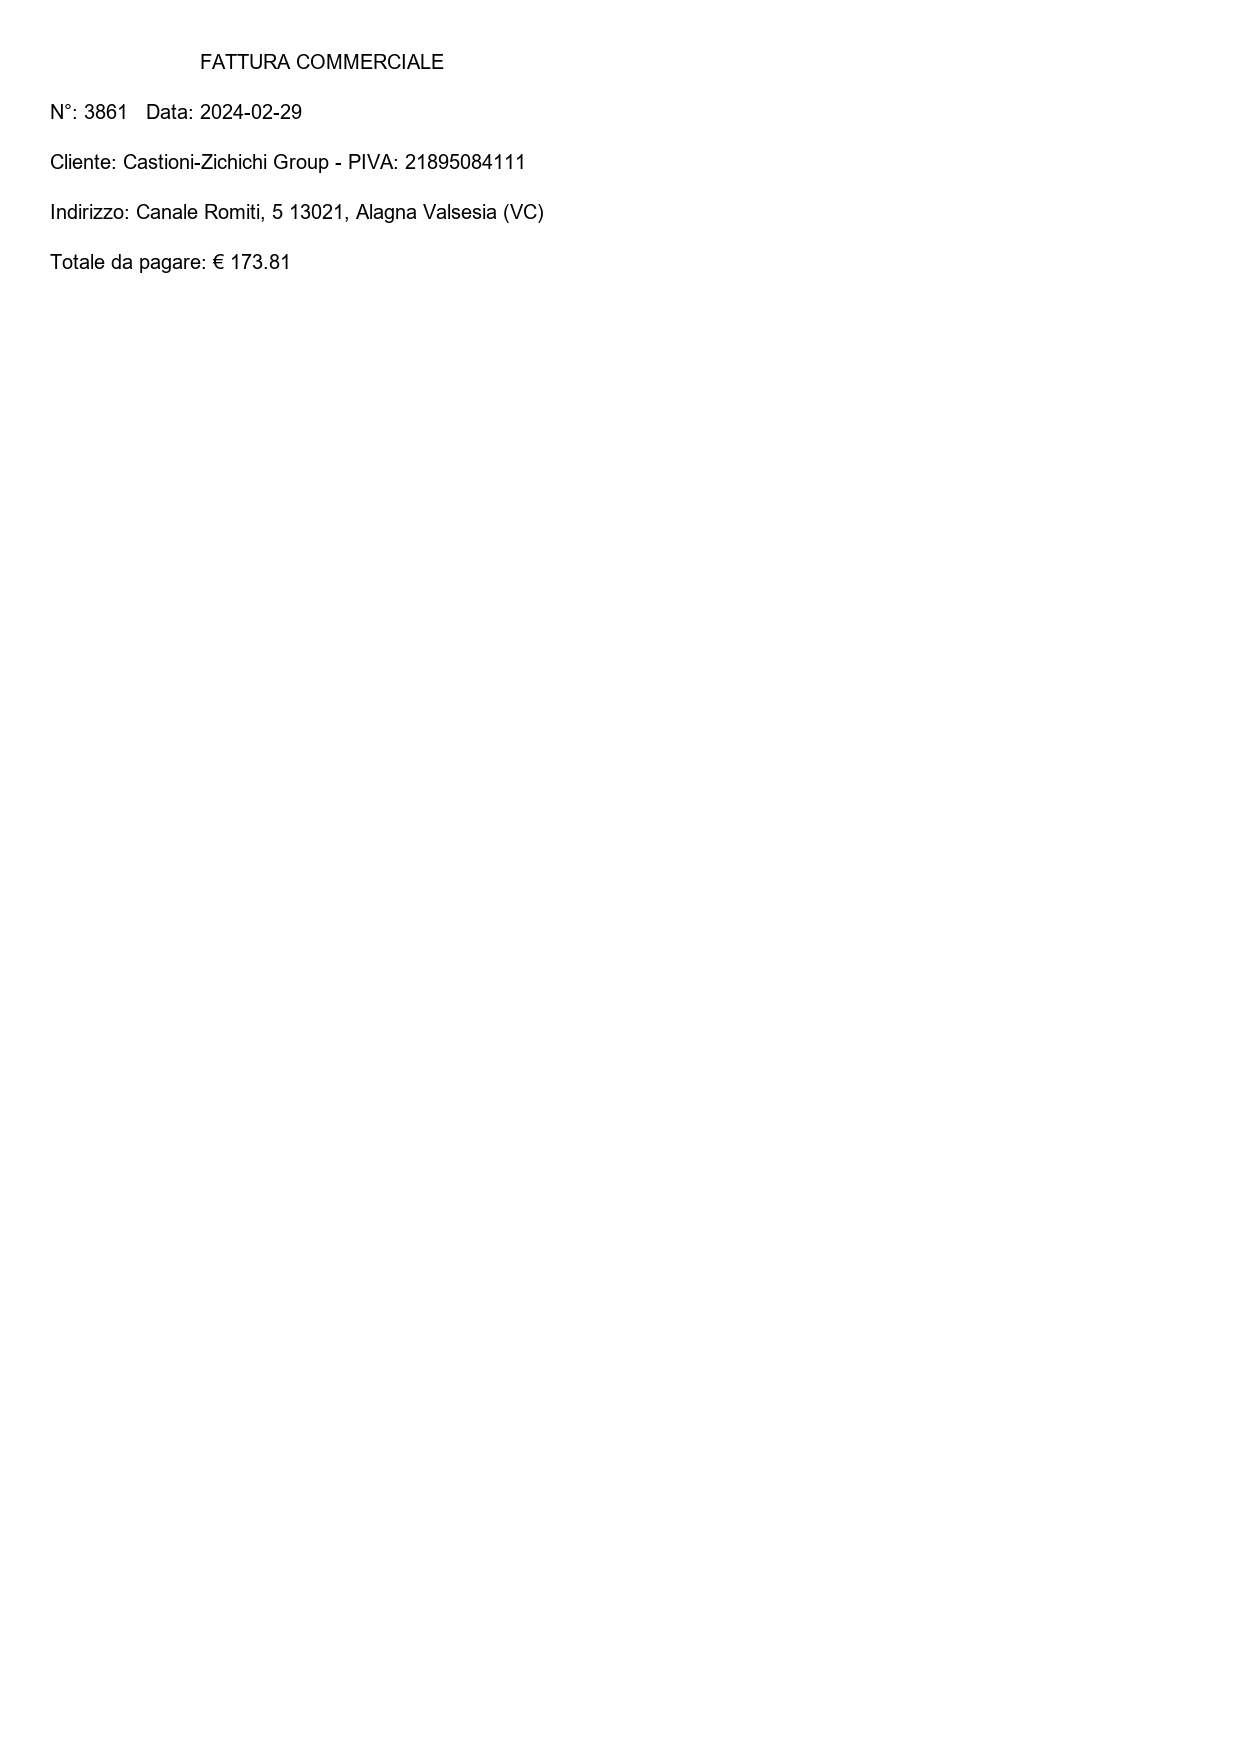 FATTURA COMMERCIALE
N°: 3861 Data: 2024-02-29
Cliente: Castioni-Zichichi Group - PIVA: 21895084111
Indirizzo: Canale Romiti, 5 13021, Alagna Valsesia (VC)
Totale da pagare: € 173.81